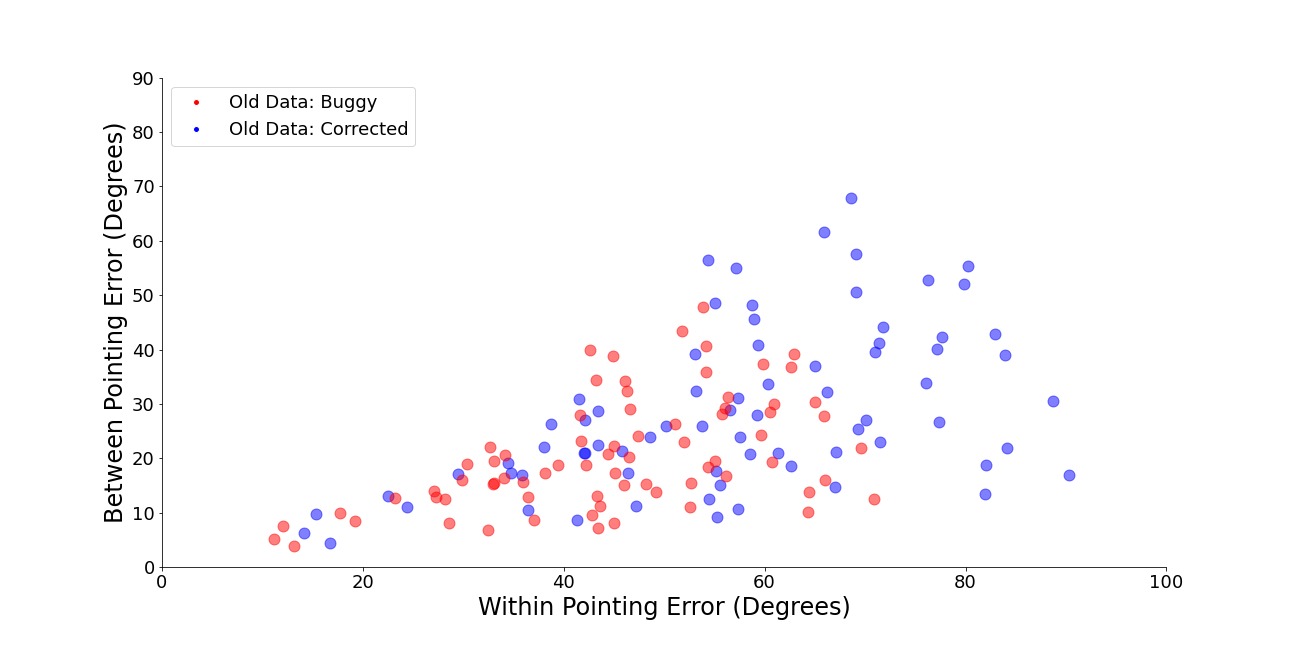 90
Old Data: Buggy
Old Data: Corrected
80
70
60
50
40
30
20
10
0
Between Pointing Error (Degrees)
0 20 40 60 80 100
Within Pointing Error (Degrees)